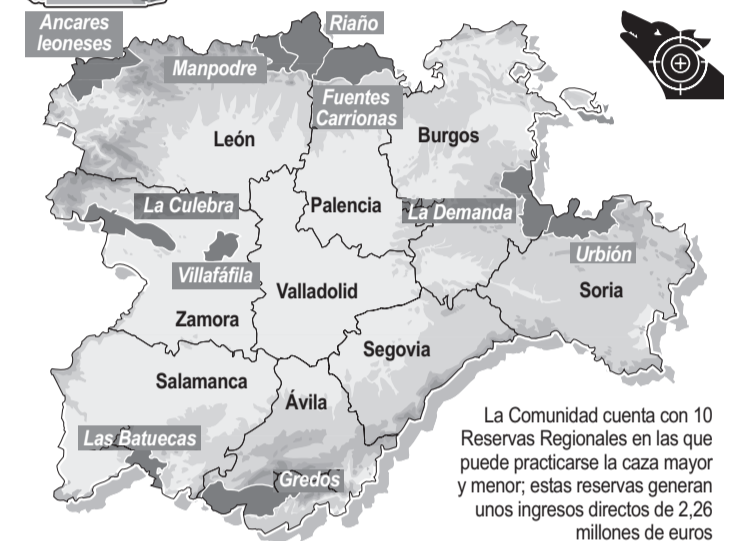 Ancares
leoneses
Riaño
Manpodre
Fuentes
Carrionas
León
Burgos
La Culebra
Palencia
La Demanda
Villafáfila
Urbión
Valladolid
Soria
Zamora
Segovia
Salamanca
Ávila
Las Batuecas
Gredos
La Comunidad cuenta con 10
Reservas Regionales en las que
puede practicarse la caza mayor
y menor; estas reservas generan
unos ingresos directos de 2,26
millones de euros